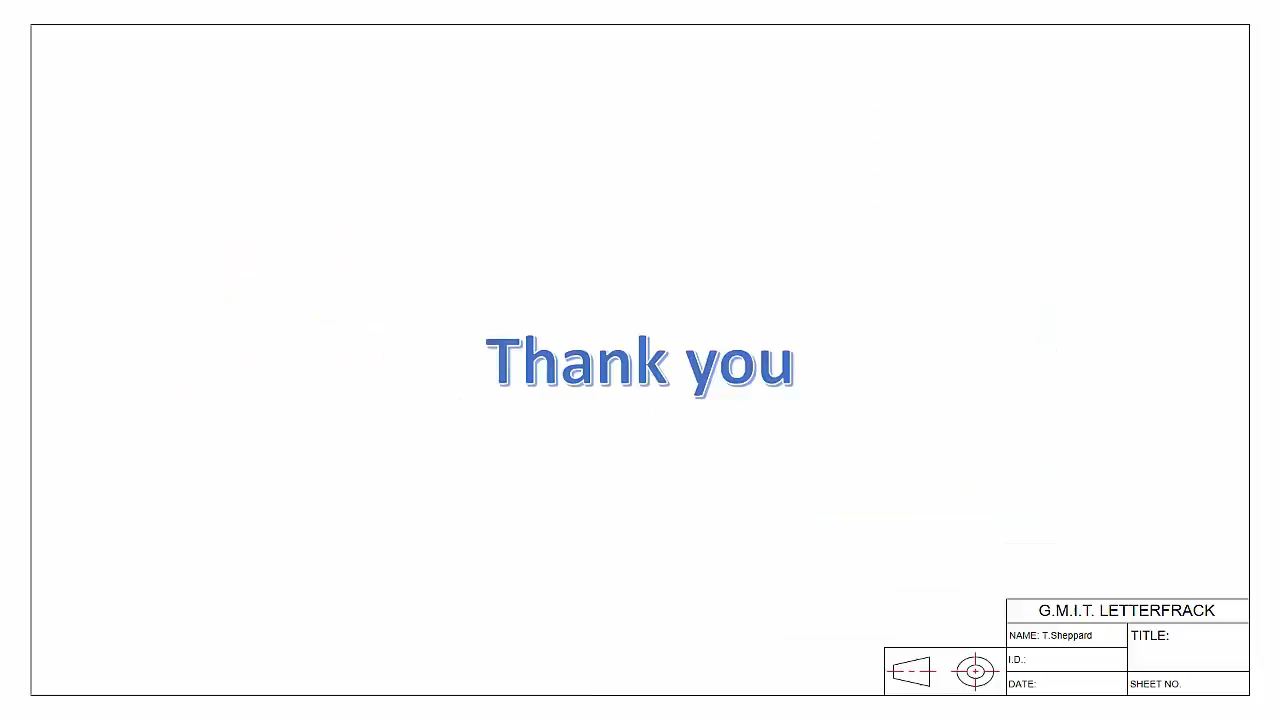 Thank you
G.M.I.T. LETTERFRACK
NAME: T.Sheppard
TITLE:
I.D.:
DATE:
SHEET NO.